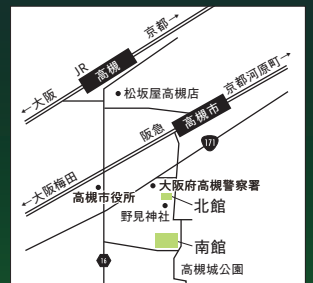 京都→
JR
高槻
←大阪
松坂屋高槻店
京都河原町→
高槻市
阪急
171
←大阪梅田
大阪府高槻警察署
高槻市役所
北館
野見神社
南館
16
高槻城公園